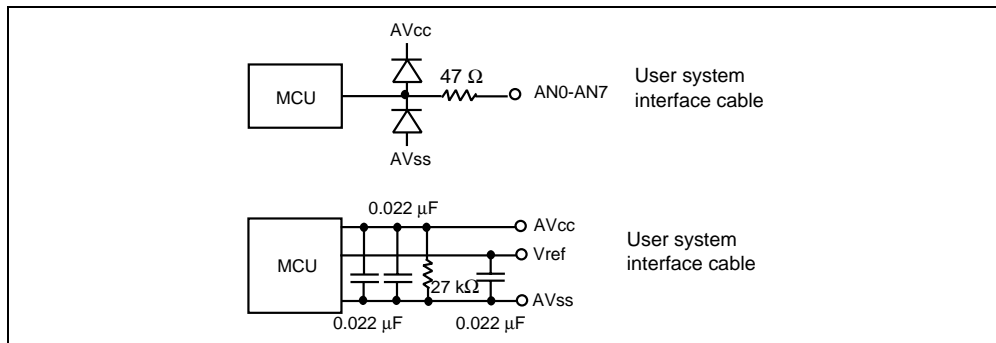 AVcc
47 Ω
MCU
AN0-AN7
User system
interface cable
AVss
0.022 μF
AVcc
Vref
MCU
User system
interface cable
27 kΩ
AVss
0.022 μF
0.022 μF